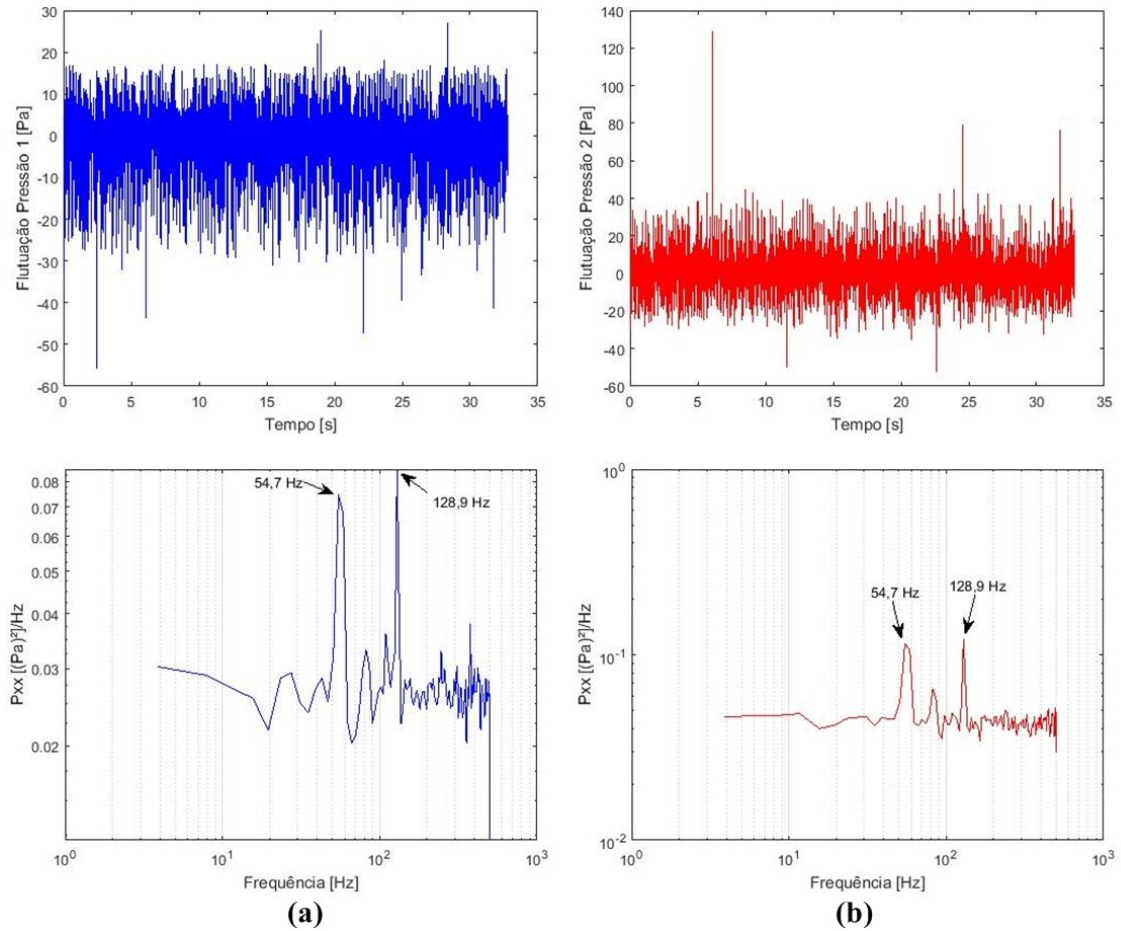 30
20
10
0
-10
-20
-30
-40
-50
-60
Flutuação Pressão 1 [Pa]
0 5 10 15 20 25 30 35
Tempo [s]
140
120
100
80
60
40
20
0
-20
-40
-60
Flutuação Pressão 2 [Pa]
0 5 10 15 20 25 30 35
Tempo [s]
0.08
0.07
0.06
0.05
0.04
0.03
0.02
Pxx [(Pa)²]/Hz
54,7 Hz
128,9 Hz
10⁰ 10¹ 10² 10³
Frequência [Hz]
(a)
10⁰
10⁻¹
10⁻²
Pxx [(Pa)²]/Hz
54,7 Hz
128,9 Hz
10⁰ 10¹ 10² 10³
Frequência [Hz]
(b)